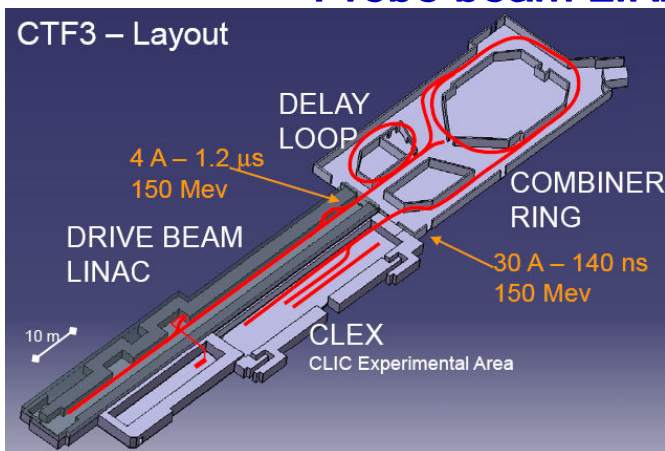 CTF3 – Layout
DELAY
LOOP
4 A – 1.2 µs
150 Mev
COMBINER
RING
DRIVE BEAM
LINAC
30 A – 140 ns
150 Mev
10 m
CLEX
CLIC Experimental Area